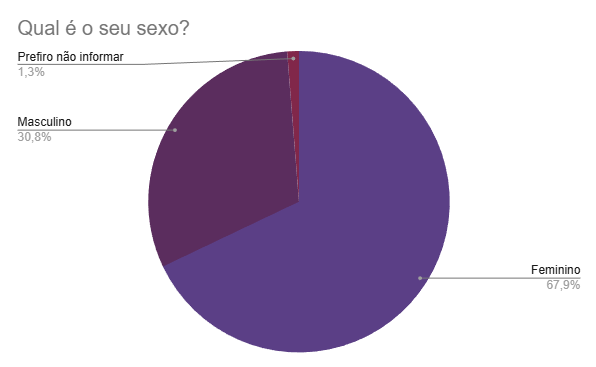 Qual é o seu sexo?
Prefiro não informar
1,3%
Masculino
30,8%
Feminino
67,9%